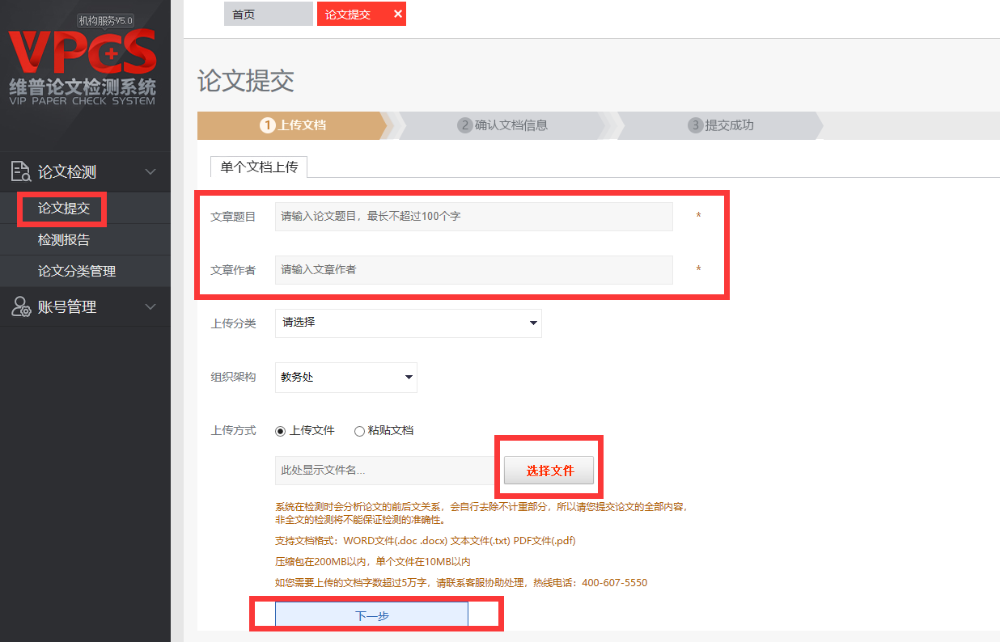 机构服务V5.0
VPCS
维普论文检测系统
VIP PAPER CHECK SYSTEM
论文检测
论文提交
检测报告
论文分类管理
账号管理
首页
论文提交 ×
论文提交
1 上传文档
2 确认文档信息
3 提交成功
单个文档上传
文章题目 请输入论文题目，最长不超过100个字 *
文章作者 请输入文章作者 *
上传分类 请选择
组织架构 教务处
上传方式 上传文件 粘贴文档
此处显示文件名... 选择文件
系统在检测时会分析论文的前后文关系，会自行去除不计重部分，所以请您提交论文的全部内容，
非全文的检测将不能保证检测的准确性。
支持文档格式：WORD文件(.doc .docx) 文本文件(.txt) PDF文件(.pdf)
压缩包在200MB以内，单个文件在10MB以内
如您需要上传的文档字数超过5万字，请联系客服协助处理，热线电话：400-607-5550
下一步